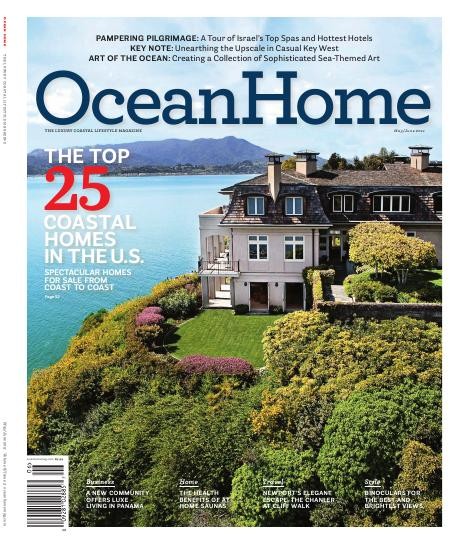 PAMPERING PILGRIMAGE: A Tour of Israel's Top Spas and Hottest Hotels
KEY NOTE: Unearthing the Upscale in Casual Key West
ART OF THE OCEAN: Creating a Collection of Sophisticated Sea-Themed Art
OceanHome
THE LUXURY COASTAL LIFESTYLE MAGAZINE
THE TOP
25
COASTAL
HOMES
IN THE U.S.
SPECTACULAR HOMES
FOR SALE FROM
COAST TO COAST
Page 52
Business
A NEW COMMUNITY
OFFERS LUXE
LIVING IN PANAMA
Home
THE HEALTH
BENEFITS OF AT
HOME SAUNAS
Travel
NEWPORT'S ELEGANT
ESCAPE, THE CHANLER
AT CLIFF WALK
Style
BINOCULARS FOR
THE BEST AND
BRIGHTEST VIEWS